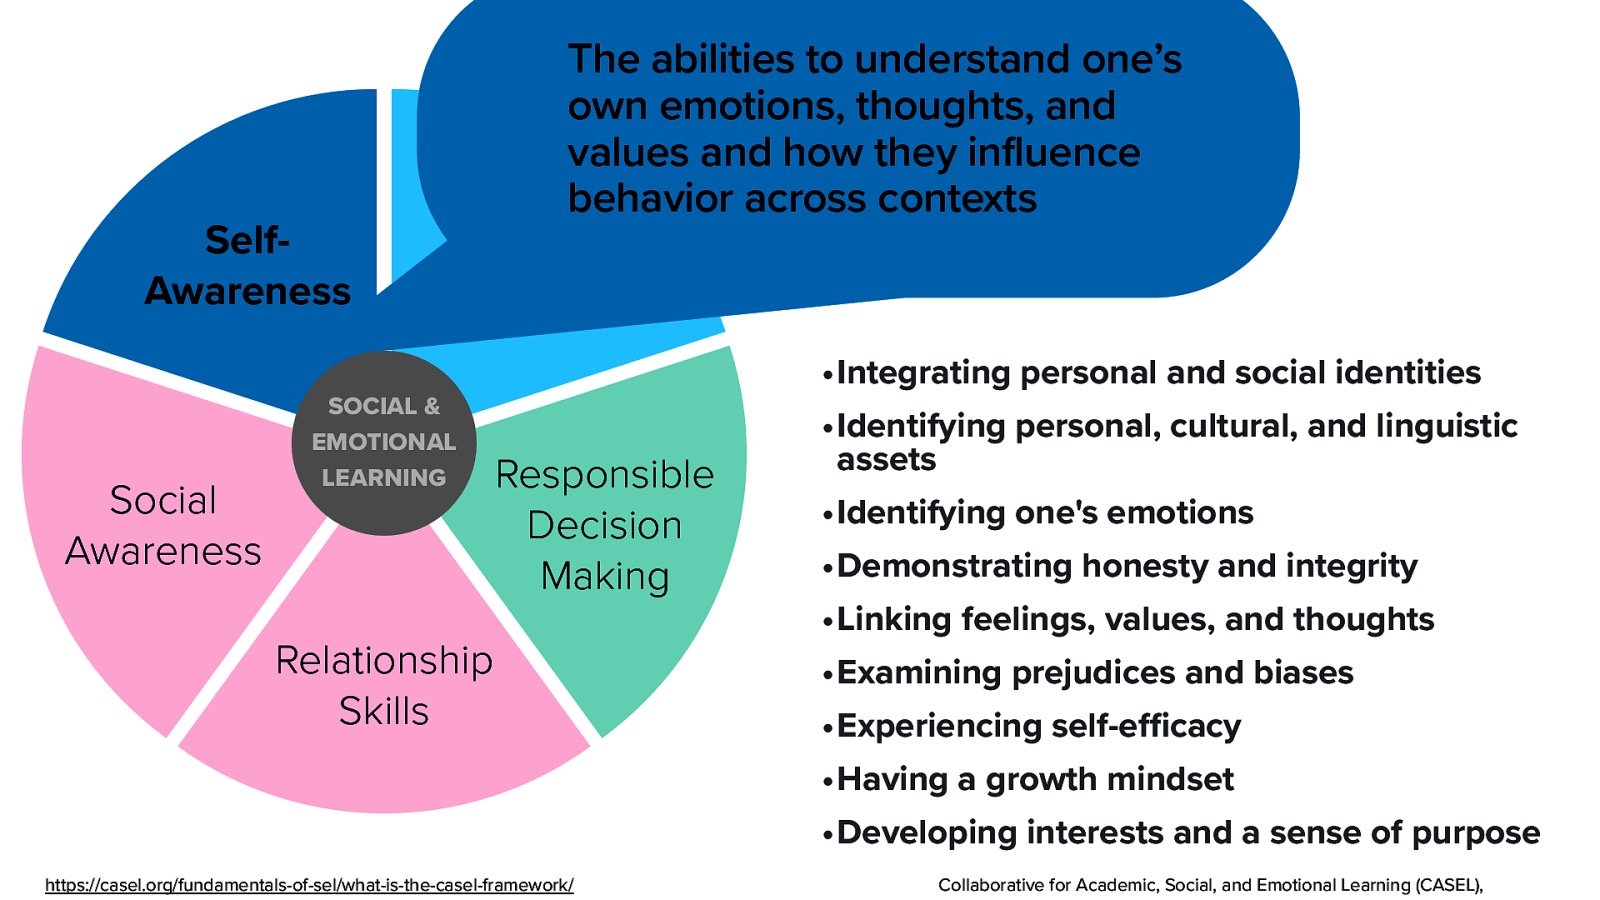 The abilities to understand one’s
own emotions, thoughts, and
values and how they influence
behavior across contexts
Self-
Awareness
SOCIAL &
EMOTIONAL
LEARNING
Responsible
Decision
Making
Social
Awareness
Relationship
Skills
•Integrating personal and social identities
•Identifying personal, cultural, and linguistic
assets
•Identifying one's emotions
•Demonstrating honesty and integrity
•Linking feelings, values, and thoughts
•Examining prejudices and biases
•Experiencing self-efficacy
•Having a growth mindset
•Developing interests and a sense of purpose
https://casel.org/fundamentals-of-sel/what-is-the-casel-framework/
Collaborative for Academic, Social, and Emotional Learning (CASEL),